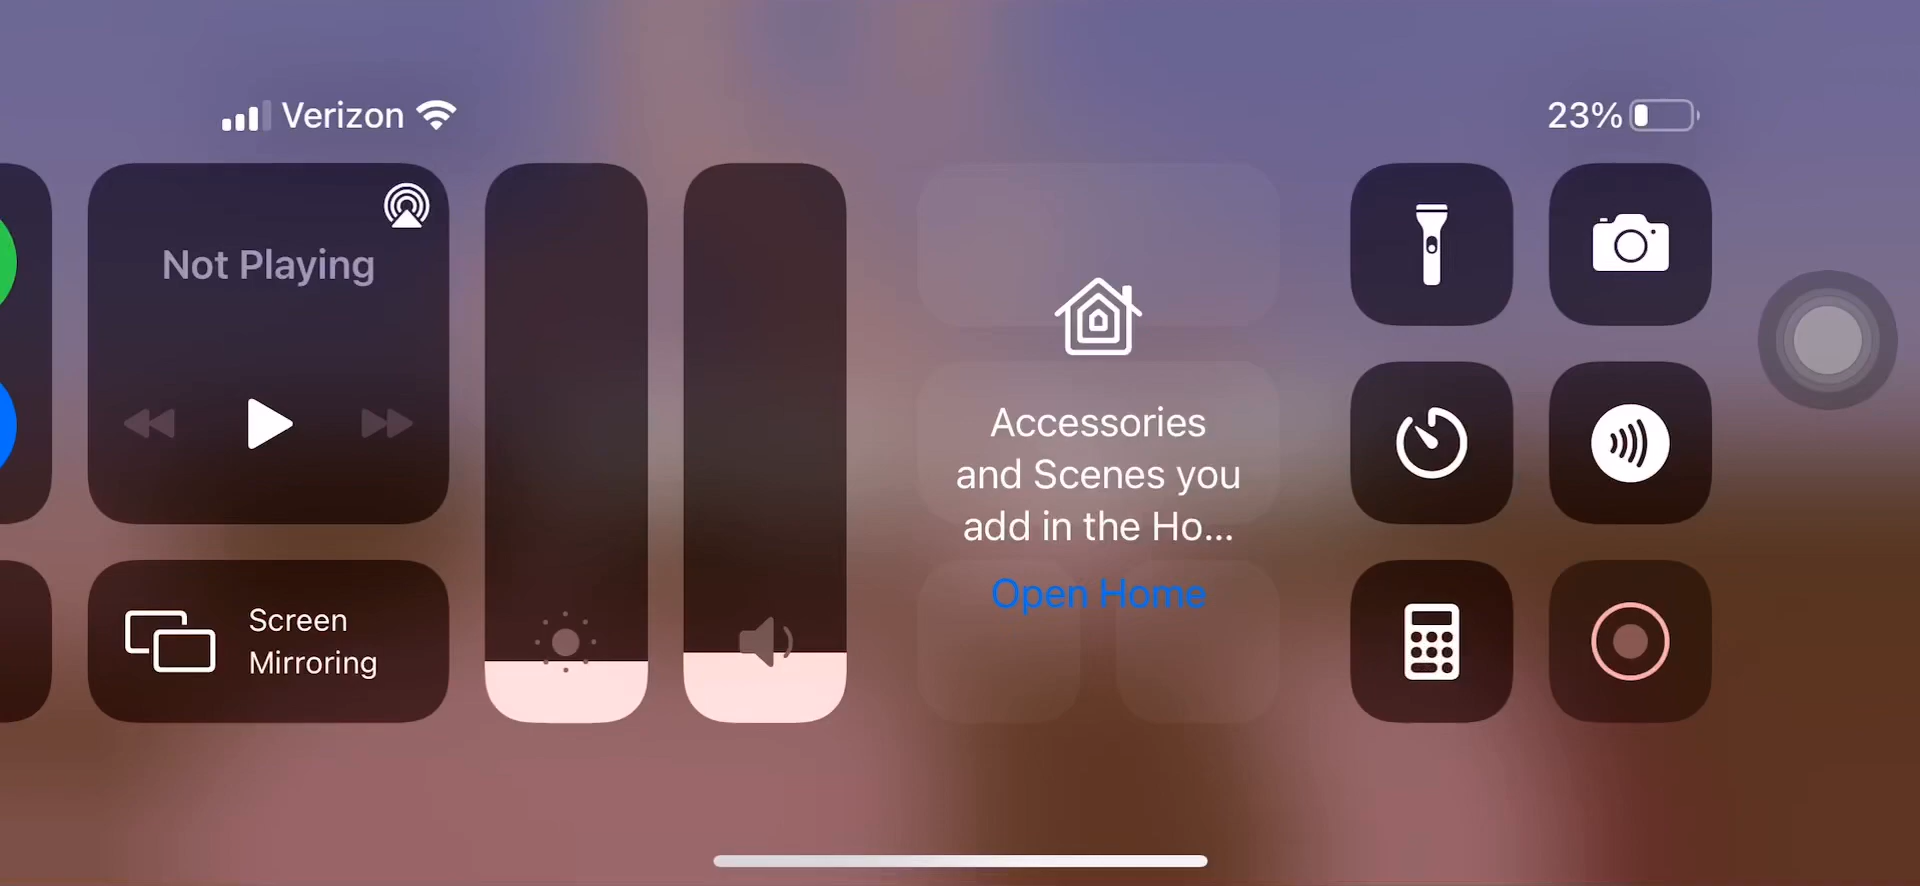 Verizon
23%
Not Playing
Screen
Mirroring
Accessories
and Scenes you
add in the Ho...
Open Home